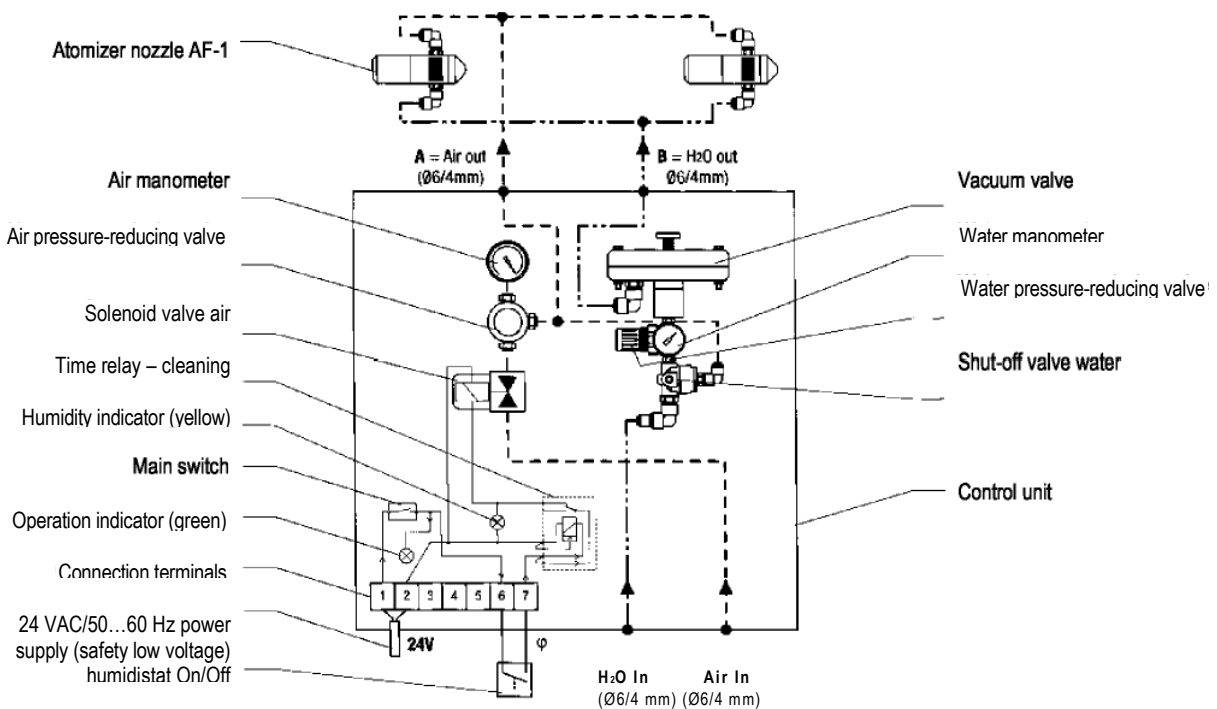 Atomizer nozzle AF-1
A = Air out
(Ø6/4mm)
B = H2O out
Ø6/4mm)
Air manometer
Air pressure-reducing valve
Solenoid valve air
Time relay – cleaning
Humidity indicator (yellow)
Main switch
Operation indicator (green)
Connection terminals
24 VAC/50…60 Hz power
supply (safety low voltage)
humidistat On/Off
Vacuum valve
Water manometer
Water pressure-reducing valve
Shut-off valve water
Control unit
1 2 3 4 5 6 7
24V
φ
H2O In
(Ø6/4 mm)
Air In
(Ø6/4 mm)